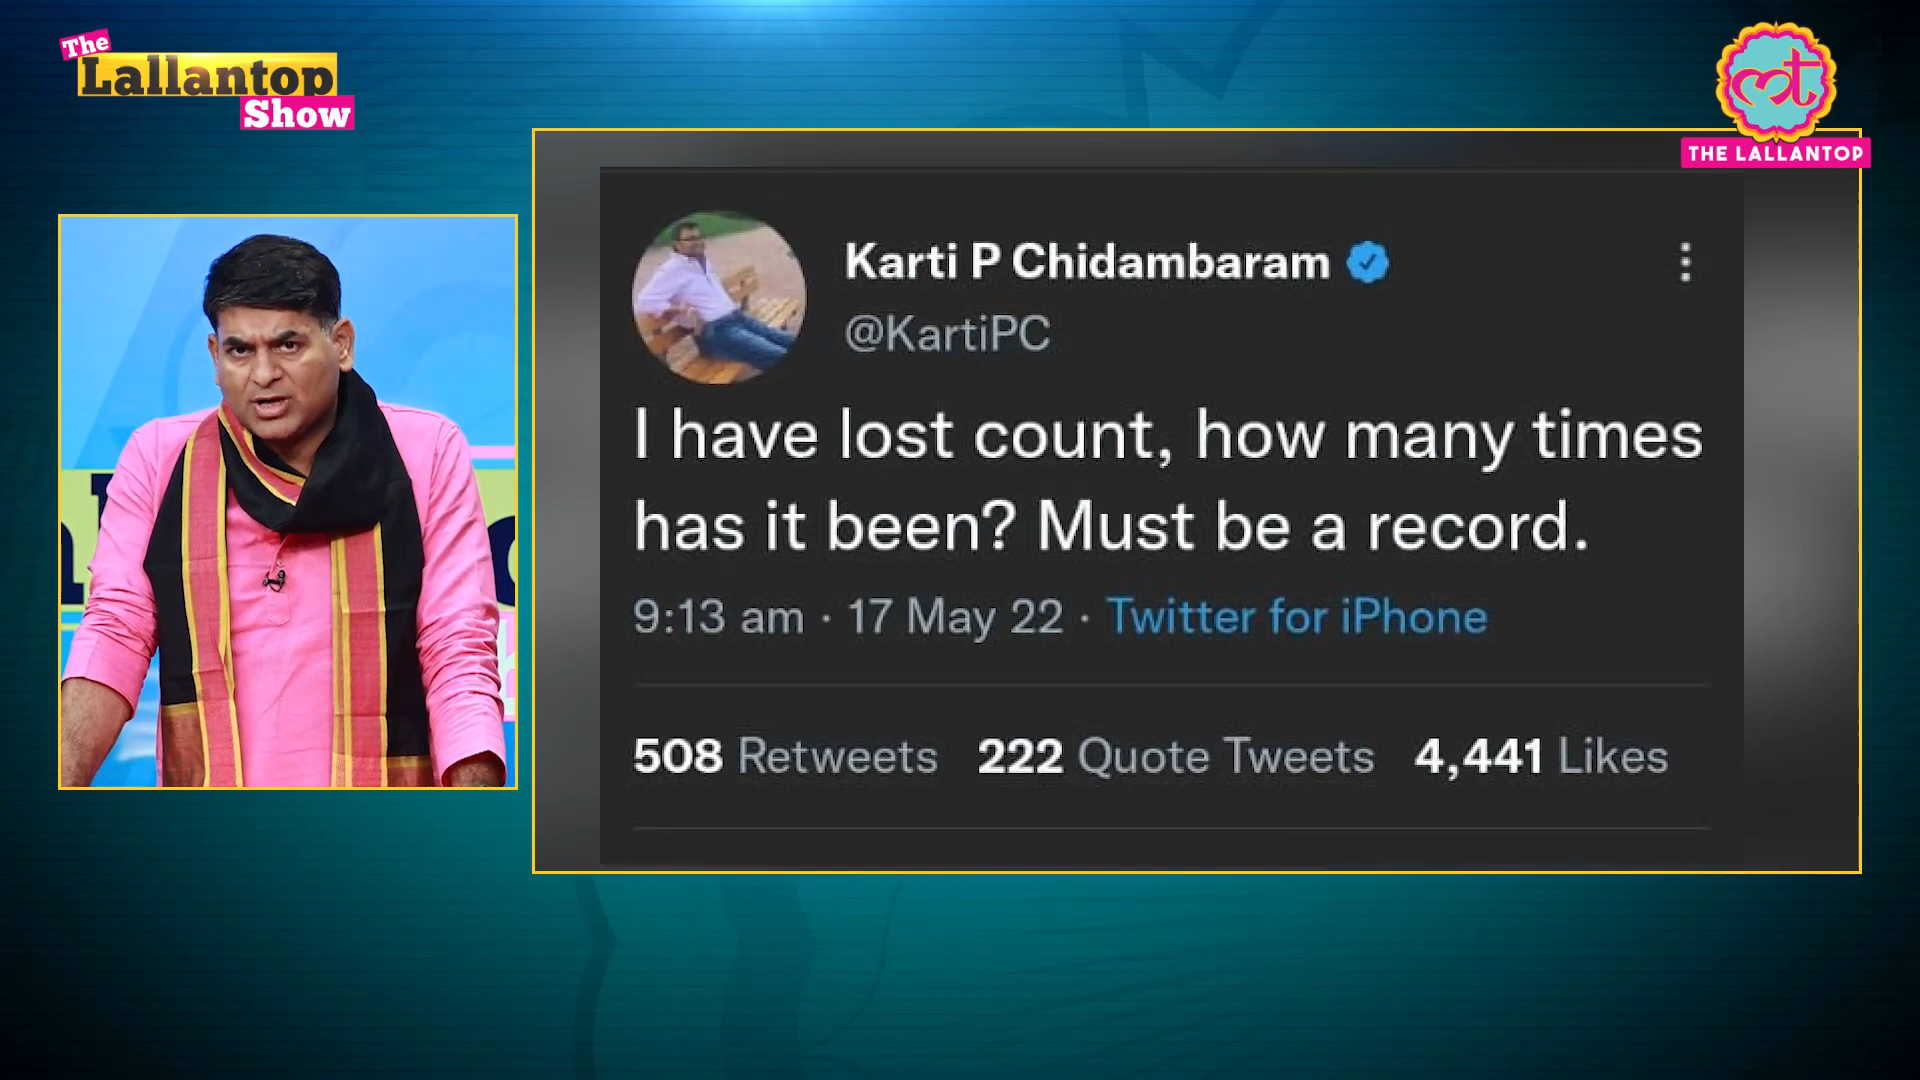 The
Lallantop
Show
THE LALLANTOP
Karti P Chidambaram
@KartiPC
I have lost count, how many times
has it been? Must be a record.
9:13 am · 17 May 22 · Twitter for iPhone
508 Retweets 222 Quote Tweets 4,441 Likes